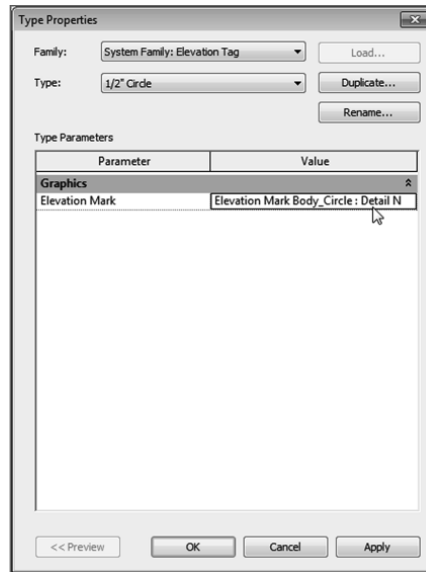 Type Properties
Family: System Family: Elevation Tag Load...
Type: 1/2" Circle Duplicate...
Rename...
Type Parameters
Parameter Value
Graphics
Elevation Mark Elevation Mark Body_Circle : Detail N
<< Preview OK Cancel Apply